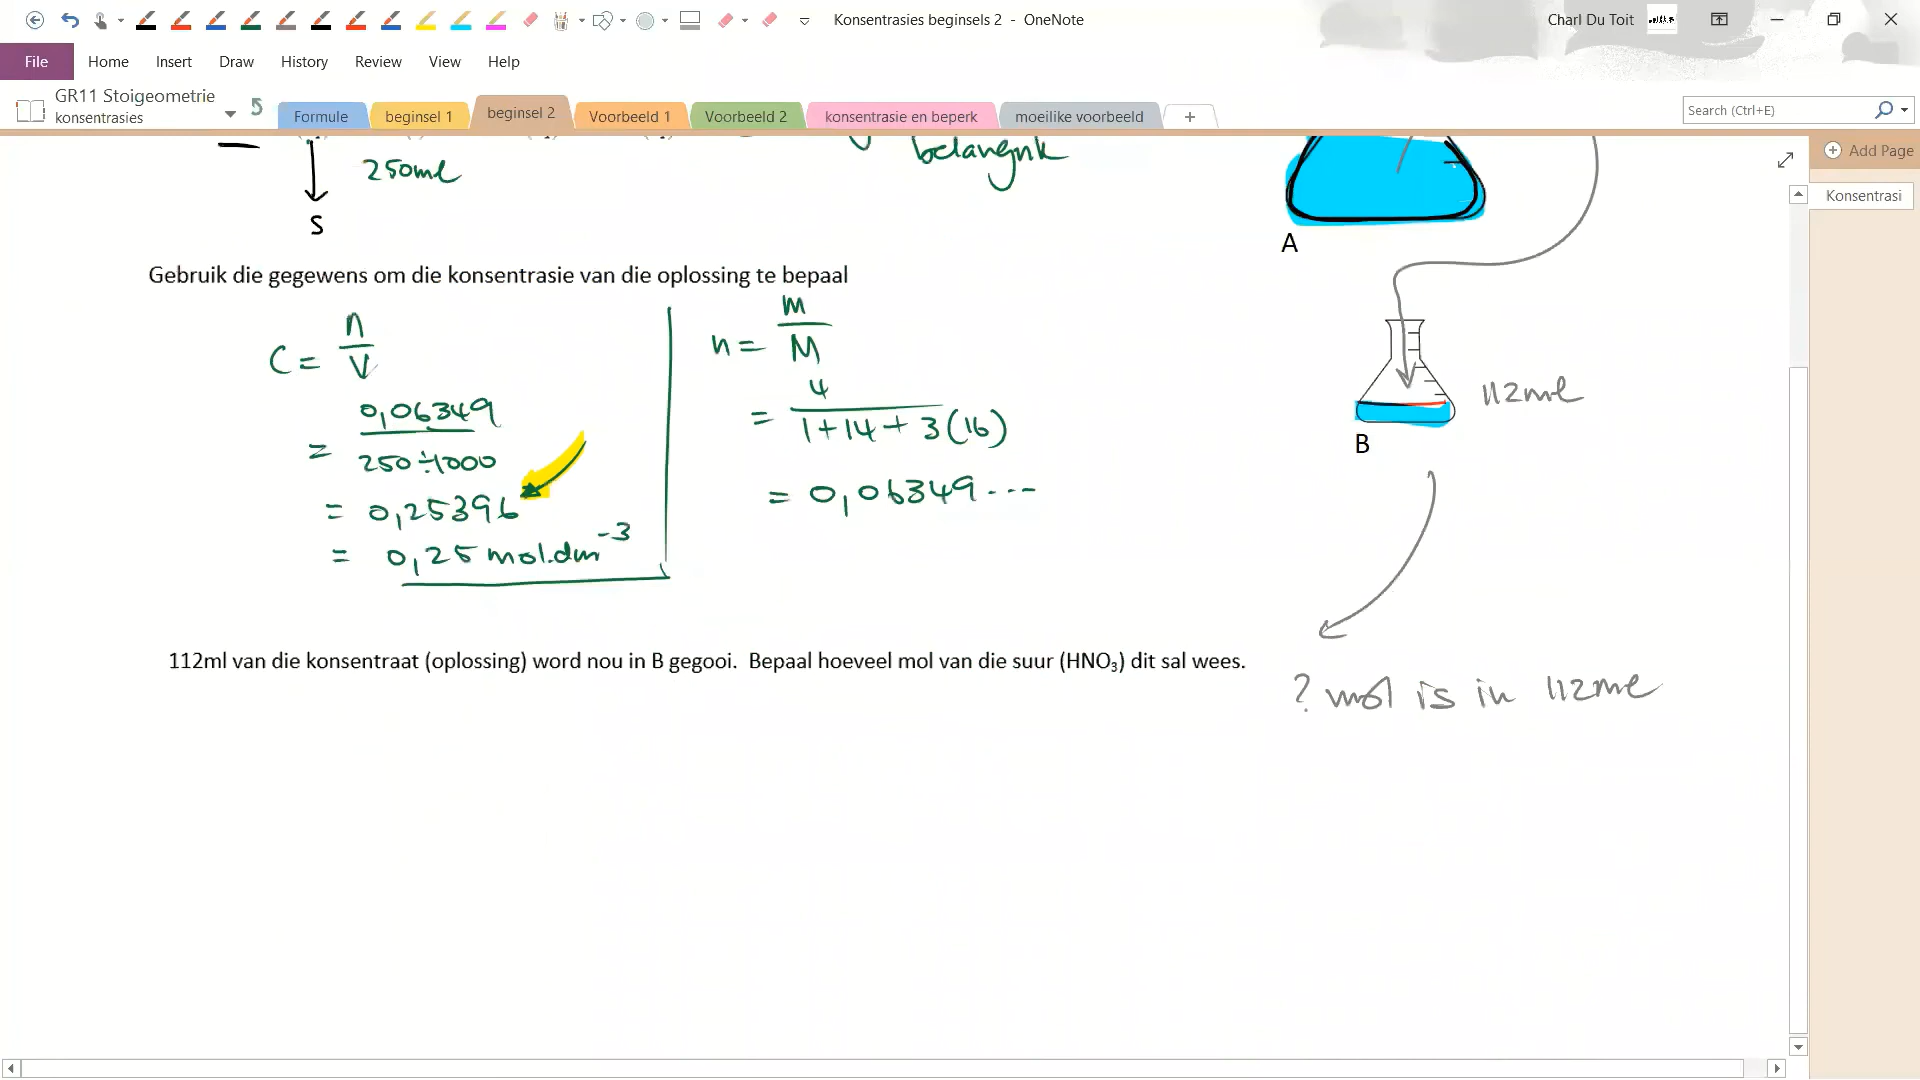 Konsentrasies beginsels 2 - OneNote
Charl Du Toit
File Home Insert Draw History Review View Help
GR11 Stoigeometrie
konsentrasies
Formule
beginsel 1
beginsel 2
Voorbeeld 1
Voorbeeld 2
konsentrasie en beperk
moeilike voorbeeld
+
Search (Ctrl+E)
Add Page
Konsentrasi
250ml
belangrik
S
A
Gebruik die gegewens om die konsentrasie van die oplossing te bepaal
C = n/V
= 0,06349/250÷1000
= 0,25396
= 0,25 mol.dm⁻³
n = m/M
= 4/1+14+3(16)
= 0,06349...
112ml
B
112ml van die konsentraat (oplossing) word nou in B gegooi. Bepaal hoeveel mol van die suur (HNO₃) dit sal wees.
? mol is in 112ml